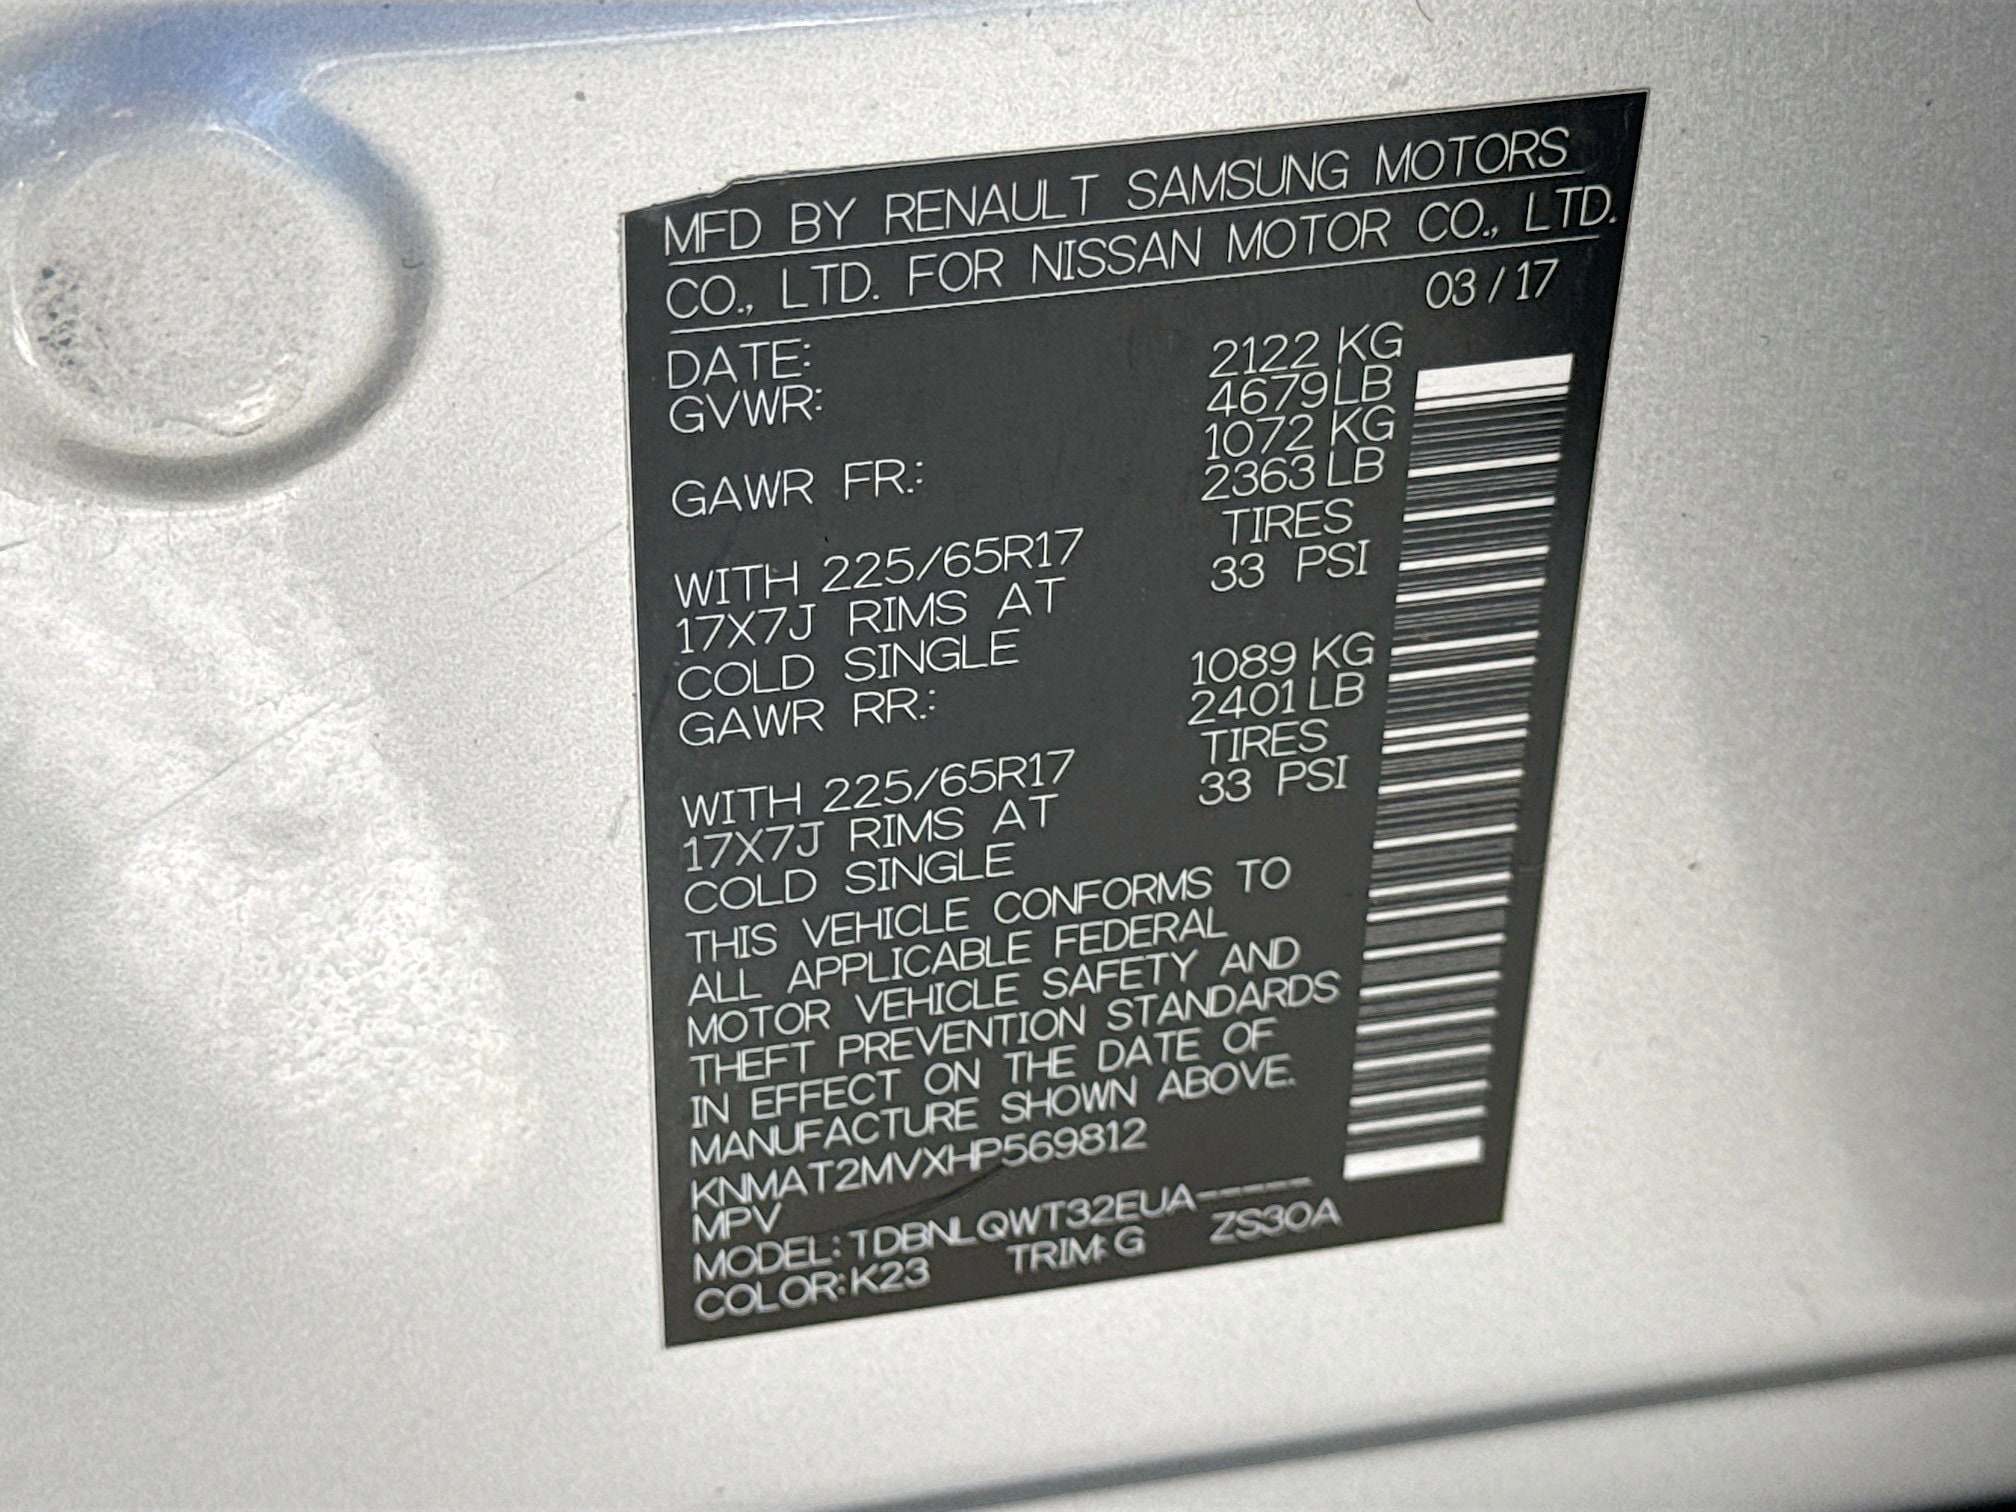 MFD BY RENAULT SAMSUNG MOTORS
CO., LTD. FOR NISSAN MOTOR CO., LTD.
DATE: 03/17
GVWR: 2122 KG
4679 LB
GAWR FR.: 1072 KG
2363 LB
WITH 225/65R17 TIRES
17X7J RIMS AT 33 PSI
COLD SINGLE
GAWR RR.: 1089 KG
2401 LB
WITH 225/65R17 TIRES
17X7J RIMS AT 33 PSI
COLD SINGLE
THIS VEHICLE CONFORMS TO
ALL APPLICABLE FEDERAL
MOTOR VEHICLE SAFETY AND
THEFT PREVENTION STANDARDS
IN EFFECT ON THE DATE OF
MANUFACTURE SHOWN ABOVE.
KNMAT2MVXHP569812
MPV
MODEL: TDBNLQWT32EUA-----
COLOR: K23 TRIM: G ZS30A